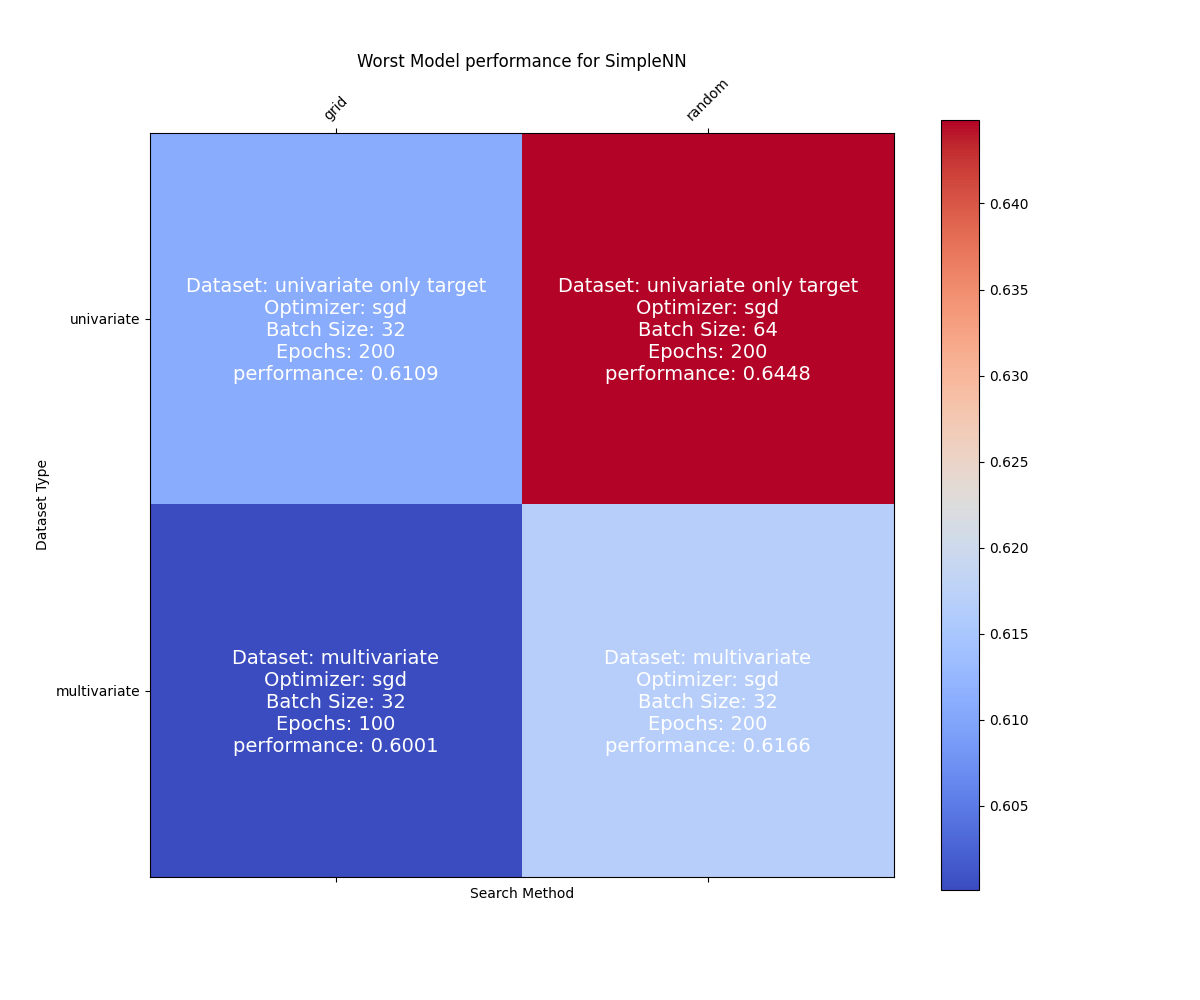 Worst Model performance for SimpleNN
grid
random
Dataset Type
univariate
multivariate
Dataset: univariate only target
Optimizer: sgd
Batch Size: 32
Epochs: 200
performance: 0.6109
Dataset: univariate only target
Optimizer: sgd
Batch Size: 64
Epochs: 200
performance: 0.6448
Dataset: multivariate
Optimizer: sgd
Batch Size: 32
Epochs: 100
performance: 0.6001
Dataset: multivariate
Optimizer: sgd
Batch Size: 32
Epochs: 200
performance: 0.6166
Search Method
0.640
0.635
0.630
0.625
0.620
0.615
0.610
0.605